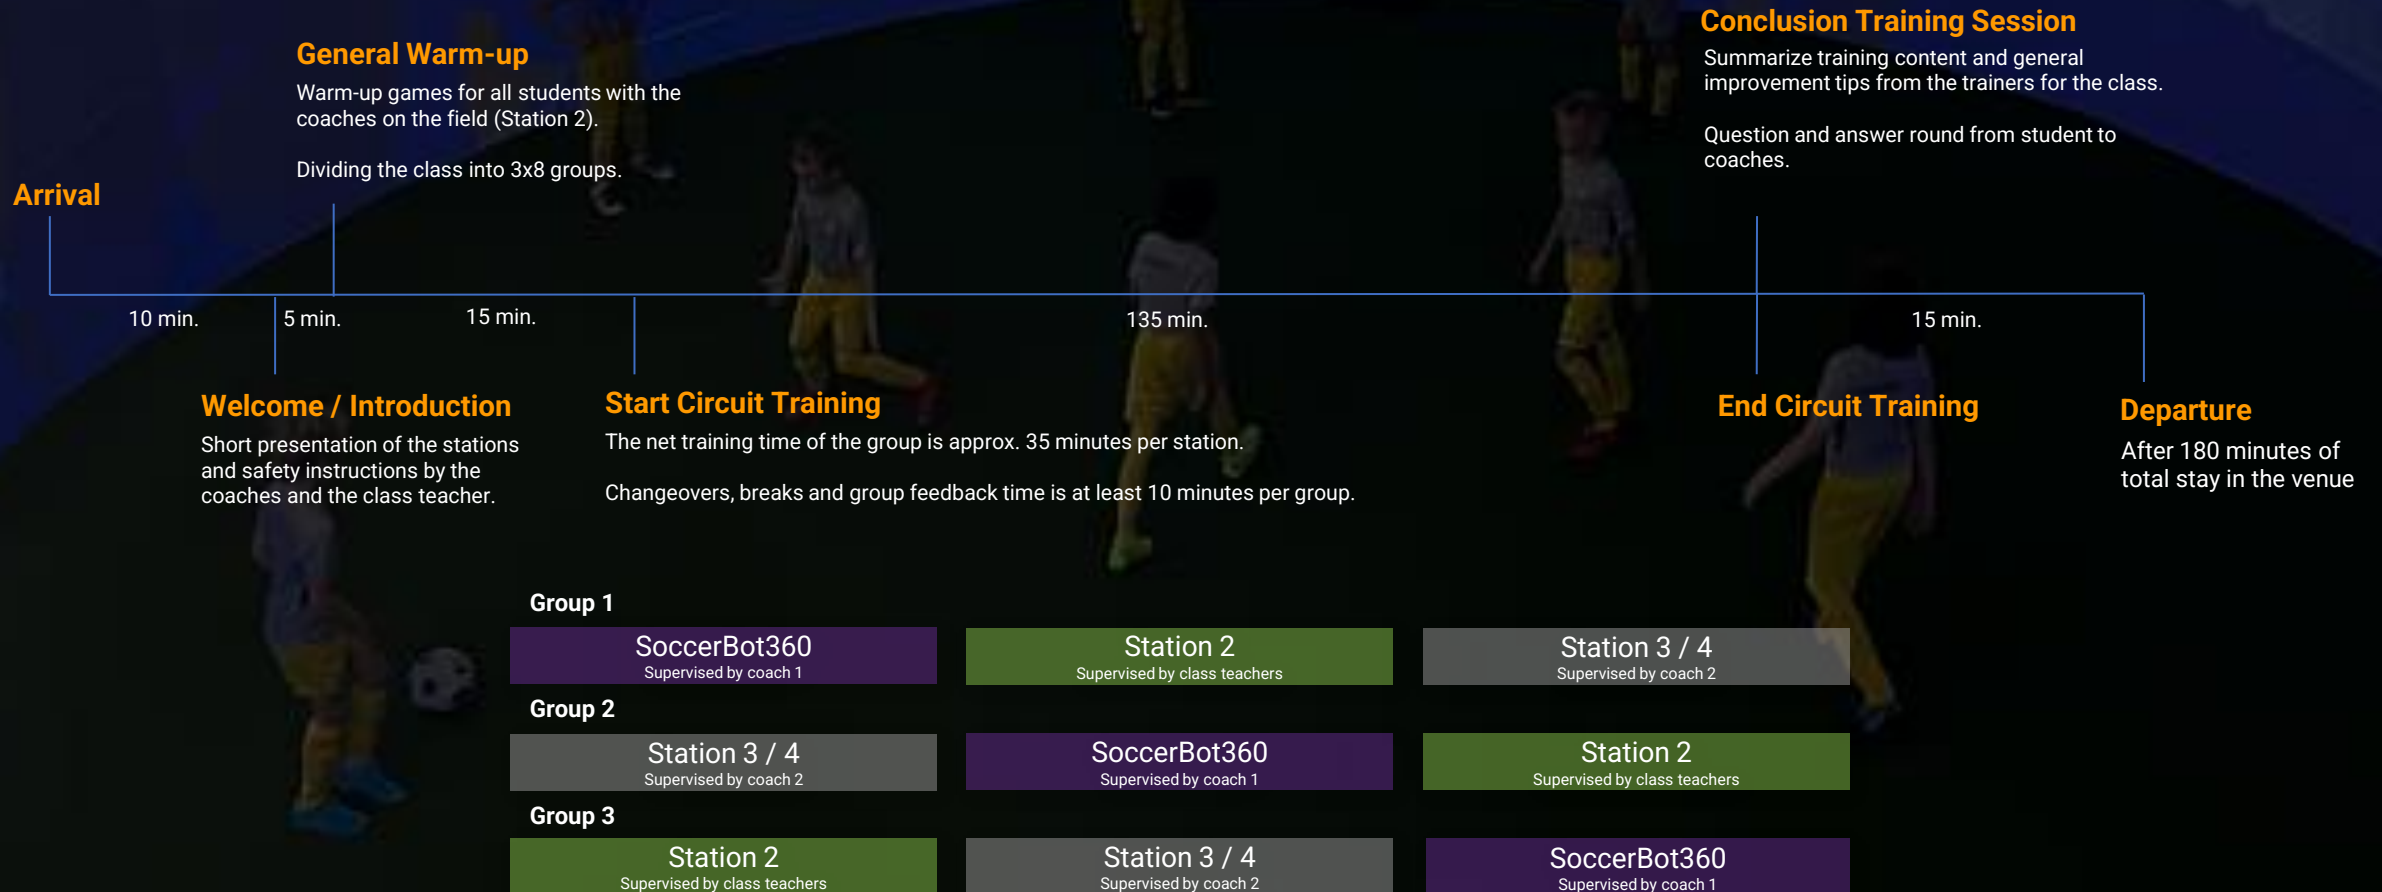 Conclusion Training Session
Summarize training content and general
improvement tips from the trainers for the class.
Question and answer round from student to
coaches.
General Warm-up
Warm-up games for all students with the
coaches on the field (Station 2).
Dividing the class into 3x8 groups.
Arrival
10 min.
5 min.
15 min.
135 min.
15 min.
Welcome / Introduction
Short presentation of the stations
and safety instructions by the
coaches and the class teacher.
Start Circuit Training
The net training time of the group is approx. 35 minutes per station.
Changeovers, breaks and group feedback time is at least 10 minutes per group.
End Circuit Training
Departure
After 180 minutes of
total stay in the venue
Group 1
SoccerBot360
Supervised by coach 1
Station 2
Supervised by class teachers
Station 3 / 4
Supervised by coach 2
Group 2
Station 3 / 4
Supervised by coach 2
SoccerBot360
Supervised by coach 1
Station 2
Supervised by class teachers
Group 3
Station 2
Supervised by class teachers
Station 3 / 4
Supervised by coach 2
SoccerBot360
Supervised by coach 1